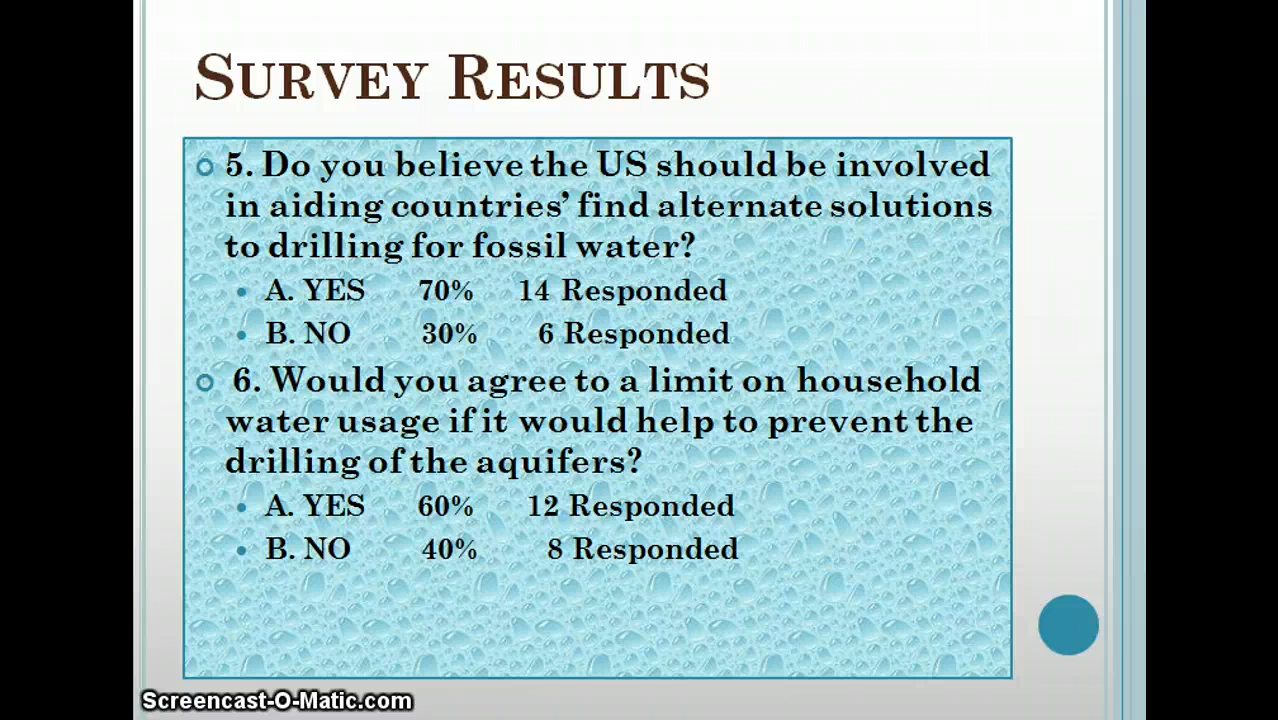 SURVEY RESULTS
5. Do you believe the US should be involved
in aiding countries’ find alternate solutions
to drilling for fossil water?
A. YES 70% 14 Responded
B. NO 30% 6 Responded
6. Would you agree to a limit on household
water usage if it would help to prevent the
drilling of the aquifers?
A. YES 60% 12 Responded
B. NO 40% 8 Responded
Screencast-O-Matic.com